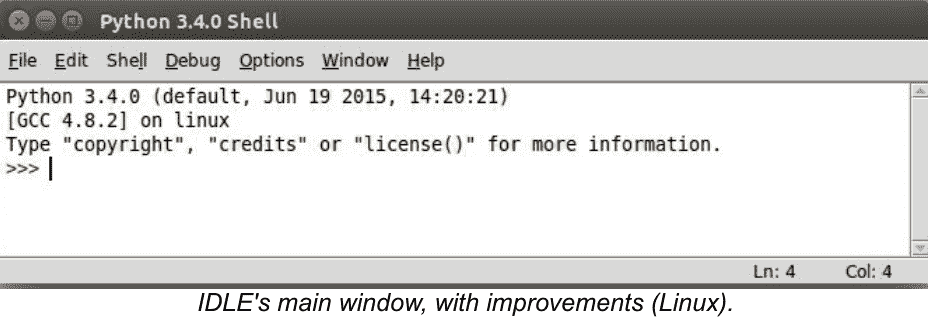 Python 3.4.0 Shell
File Edit Shell Debug Options Window Help
Python 3.4.0 (default, Jun 19 2015, 14:20:21)
[GCC 4.8.2] on linux
Type "copyright", "credits" or "license()" for more information.
>>>
Ln: 4 Col: 4
IDLE's main window, with improvements (Linux).